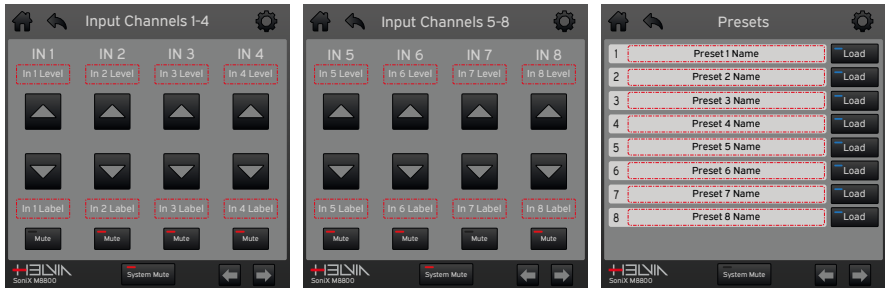 Input Channels 1-4
IN 1 IN 2 IN 3 IN 4
In 1 Level In 2 Level In 3 Level In 4 Level
In 1 Label In 2 Label In 3 Label In 4 Label
Mute Mute Mute Mute
HELVIA
SoniX M8800
System Mute
Input Channels 5-8
IN 5 IN 6 IN 7 IN 8
In 5 Level In 6 Level In 7 Level In 8 Level
In 5 Label In 6 Label In 7 Label In 8 Label
Mute Mute Mute Mute
HELVIA
SoniX M8800
System Mute
Presets
1 Preset 1 Name Load
2 Preset 2 Name Load
3 Preset 3 Name Load
4 Preset 4 Name Load
5 Preset 5 Name Load
6 Preset 6 Name Load
7 Preset 7 Name Load
8 Preset 8 Name Load
HELVIA
SoniX M8800
System Mute